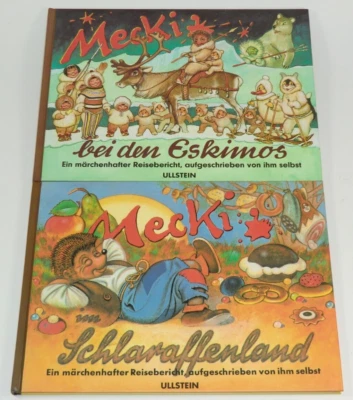 Mecki
bei den Eskimos
Ein märchenhafter Reisebericht, aufgeschrieben von ihm selbst
ULLSTEIN
Mecki
im
Schlaraffenland
Ein märchenhafter Reisebericht, aufgeschrieben von ihm selbst
ULLSTEIN